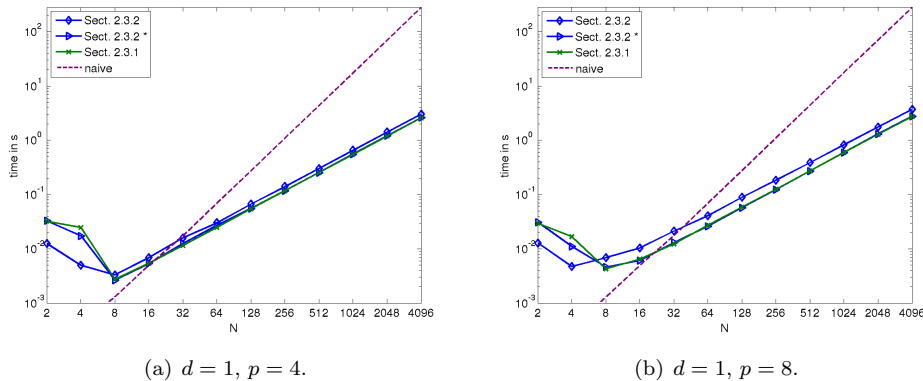 Sect. 2.3.2
Sect. 2.3.2 *
Sect. 2.3.1
naive
10^2
10^1
10^0
10^-1
10^-2
10^-3
time in s
2 4 8 16 32 64 128 256 512 1024 2048 4096
N
(a) d = 1, p = 4.
Sect. 2.3.2
Sect. 2.3.2 *
Sect. 2.3.1
naive
10^2
10^1
10^0
10^-1
10^-2
10^-3
time in s
2 4 8 16 32 64 128 256 512 1024 2048 4096
N
(b) d = 1, p = 8.